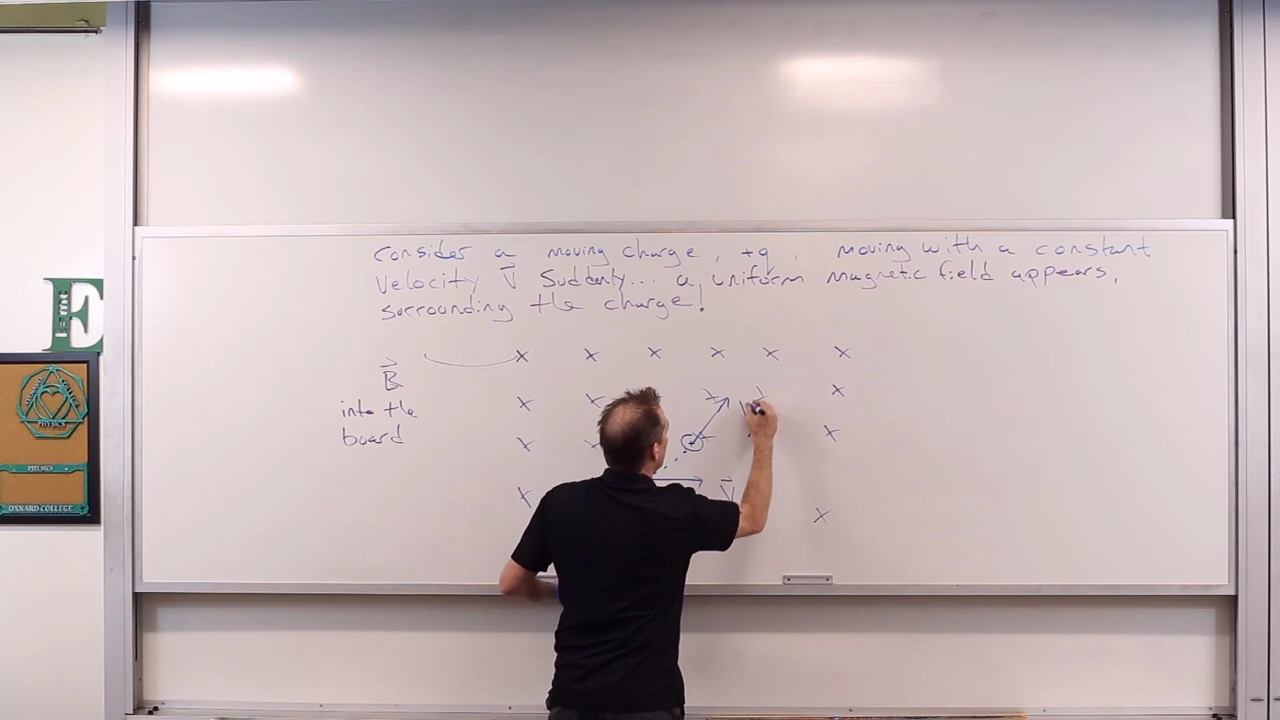 Consider a moving charge, +q, moving with a constant
velocity V. Suddenly... a uniform magnetic field appears,
surrounding the charge!
B
into the
board
V
E
PHYSICS
PHYSICS
OXNARD COLLEGE